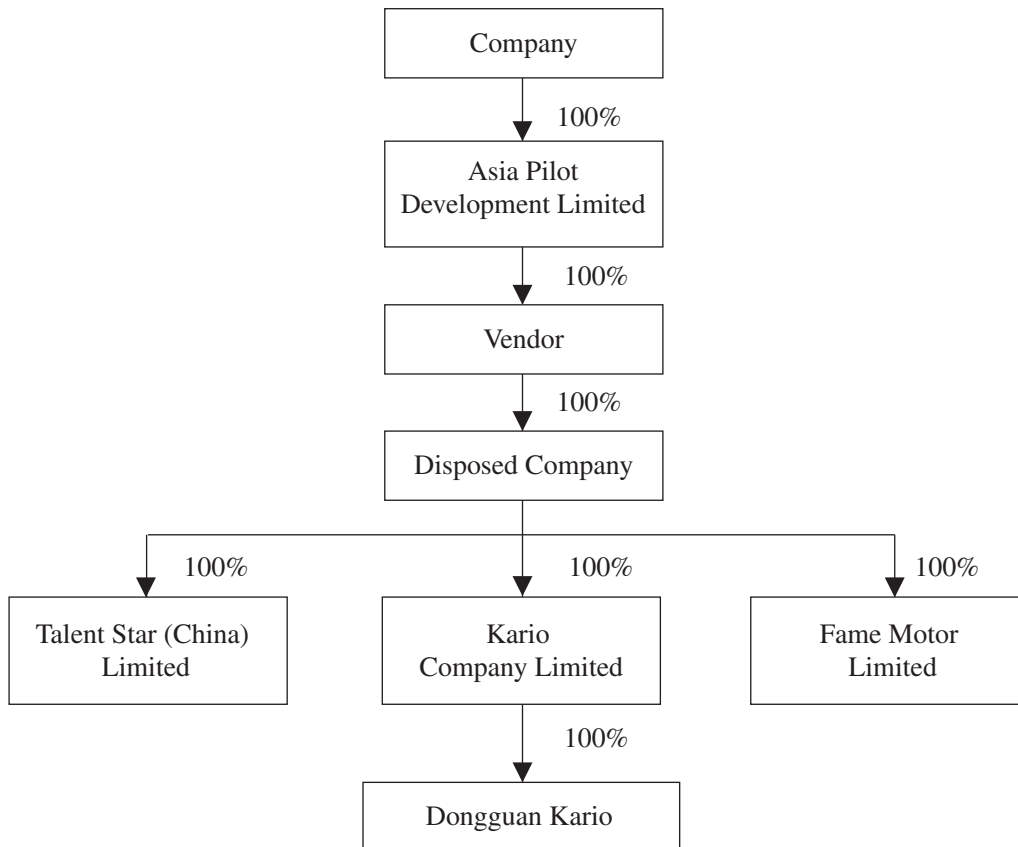 Company
100%
Asia Pilot
Development Limited
100%
Vendor
100%
Disposed Company
100%
100%
100%
Talent Star (China)
Limited
Kario
Company Limited
Fame Motor
Limited
100%
Dongguan Kario